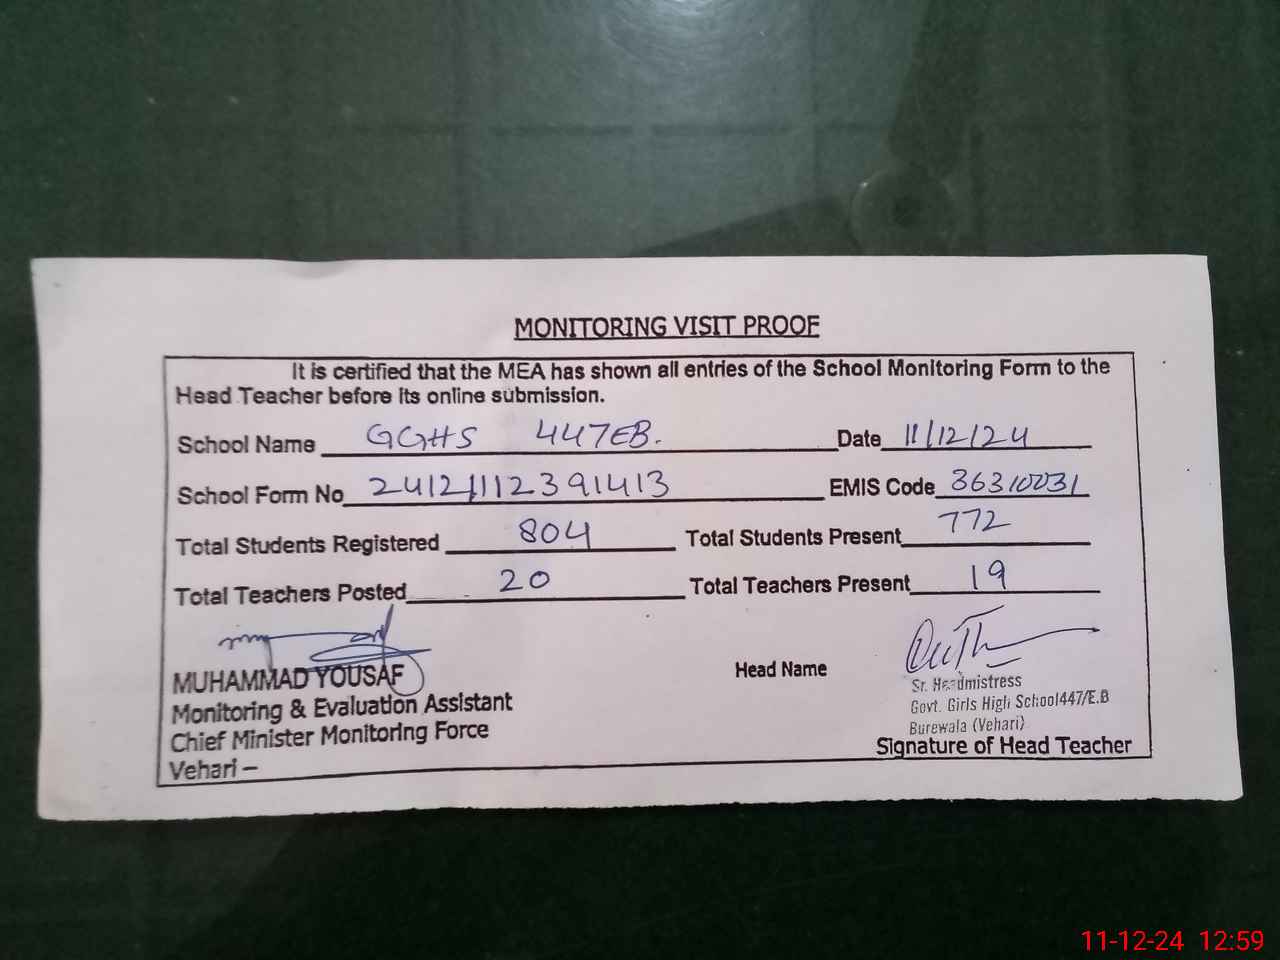 MONITORING VISIT PROOF
It is certified that the MEA has shown all entries of the School Monitoring Form to the
Head Teacher before its online submission.
School Name GGHS 447EB. Date 11/12/24
School Form No 24121112391413 EMIS Code 36310031
Total Students Registered 804 Total Students Present 772
Total Teachers Posted 20 Total Teachers Present 19
MUHAMMAD YOUSAF
Monitoring & Evaluation Assistant
Chief Minister Monitoring Force
Vehari –
Head Name
Sr. Headmistress
Govt. Girls High School447/E.B
Burewala (Vehari)
Signature of Head Teacher
11-12-24 12:59